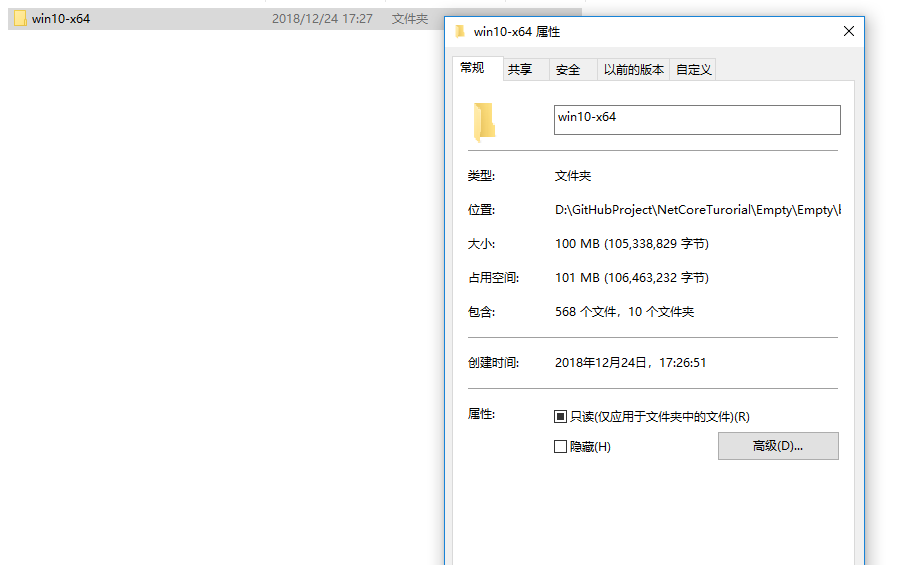 win10-x64 2018/12/24 17:27 文件夹
win10-x64 属性
常规 共享 安全 以前的版本 自定义
win10-x64
类型: 文件夹
位置: D:\GitHubProject\NetCoreTurorial\Empty\Empty\
大小: 100 MB (105,338,829 字节)
占用空间: 101 MB (106,463,232 字节)
包含: 568 个文件，10 个文件夹
创建时间: 2018年12月24日，17:26:51
属性: 只读(仅应用于文件夹中的文件)(R)
隐藏(H) 高级(D)...